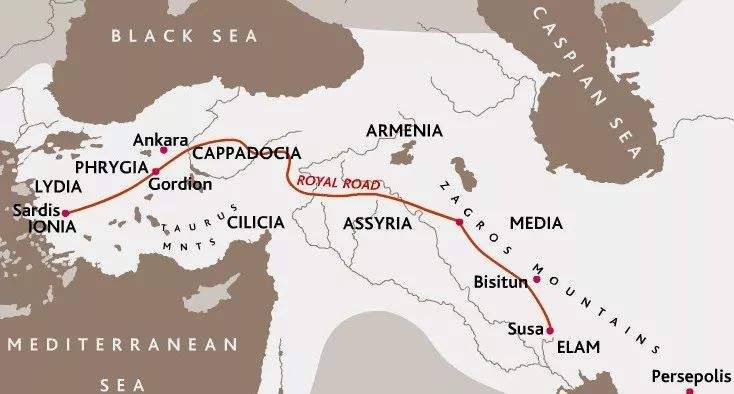 BLACK SEA
CASPIAN SEA
Ankara
ARMENIA
CAPPADOCIA
PHRYGIA
Gordion
LYDIA
ROYAL ROAD
Sardis
IONIA
TAURUS
MNTS
CILICIA
ASSYRIA
MEDIA
ZAGROS MOUNTAINS
Bisitun
Susa
ELAM
MEDITERRANEAN
SEA
Persepolis